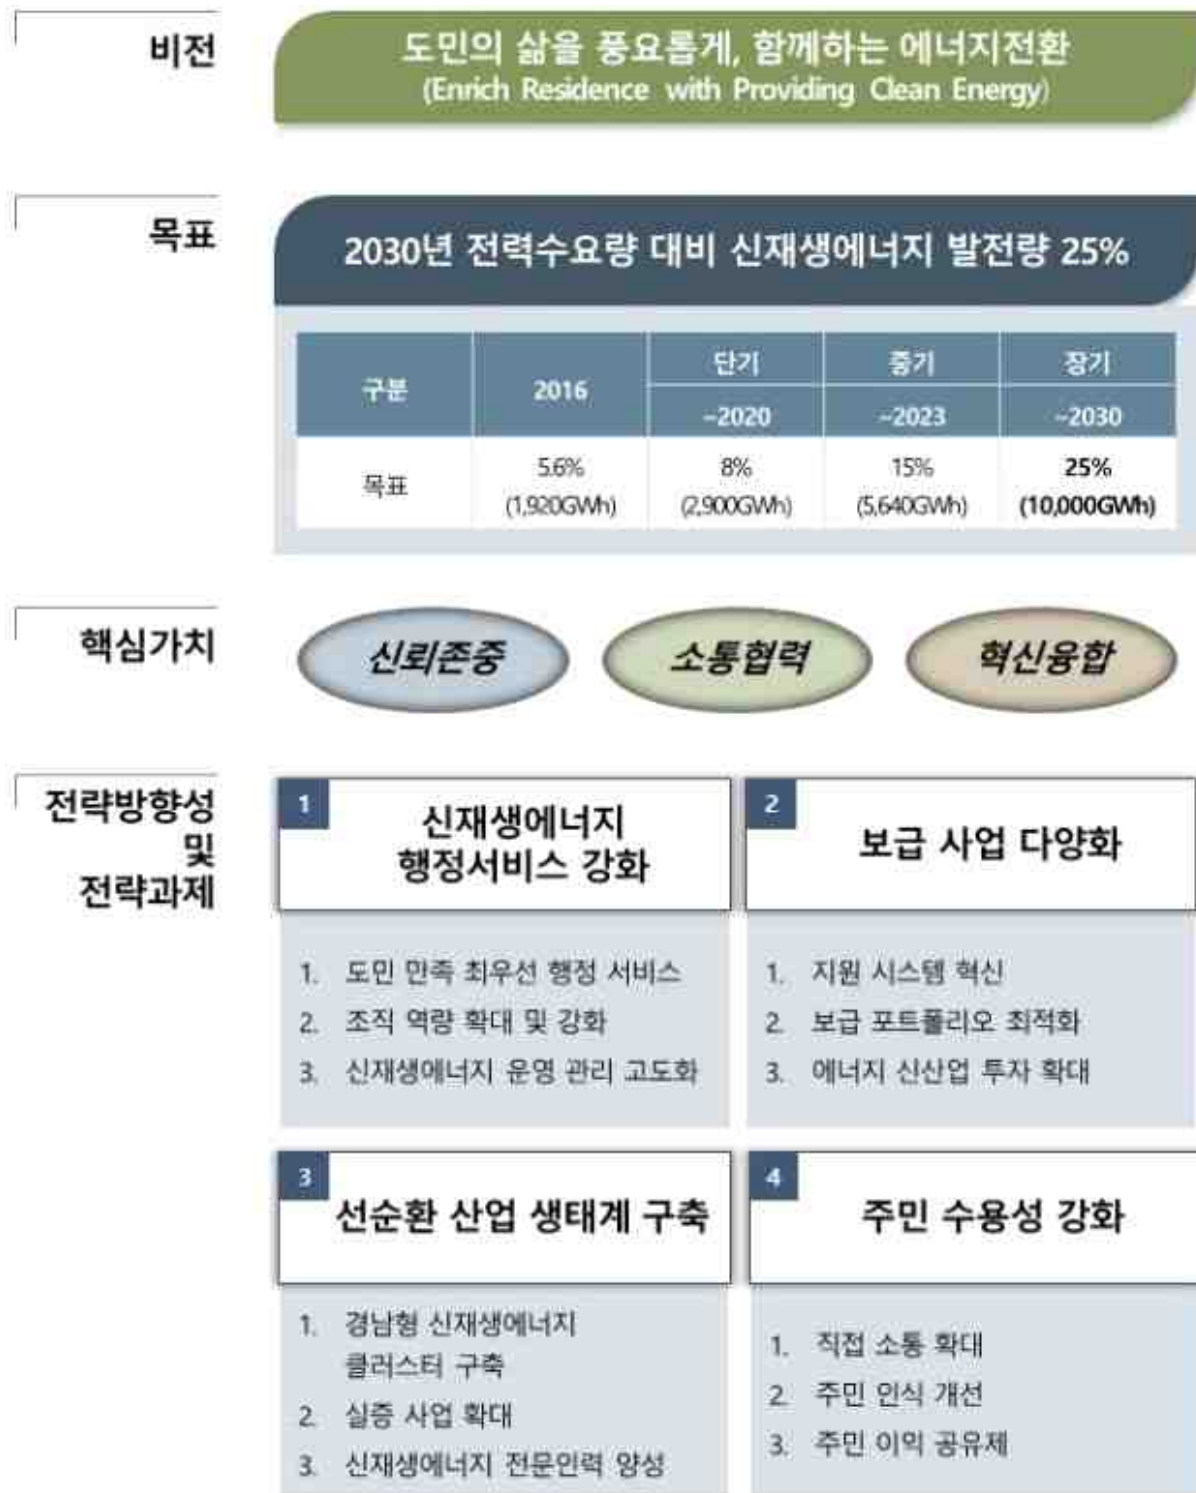 비전
도민의 삶을 풍요롭게, 함께하는 에너지전환
(Enrich Residence with Providing Clean Energy)
목표
2030년 전력수요량 대비 신재생에너지 발전량 25%
구분
2016
단기
중기
장기
~2020
~2023
~2030
목표
5.6%
8%
15%
25%
(1,920GWh)
(2,900GWh)
(5,640GWh)
(10,000GWh)
핵심가치
신뢰존중
소통협력
혁신융합
전략방향성
및
전략과제
1
신재생에너지
행정서비스 강화
2
보급 사업 다양화
1. 도민 만족 최우선 행정 서비스
2. 조직 역량 확대 및 강화
3. 신재생에너지 운영 관리 고도화
1. 지원 시스템 혁신
2. 보급 포트폴리오 최적화
3. 에너지 신산업 투자 확대
3
선순환 산업 생태계 구축
4
주민 수용성 강화
1. 경남형 신재생에너지
클러스터 구축
2. 실증 사업 확대
3. 신재생에너지 전문인력 양성
1. 직접 소통 확대
2. 주민 인식 개선
3. 주민 이익 공유제